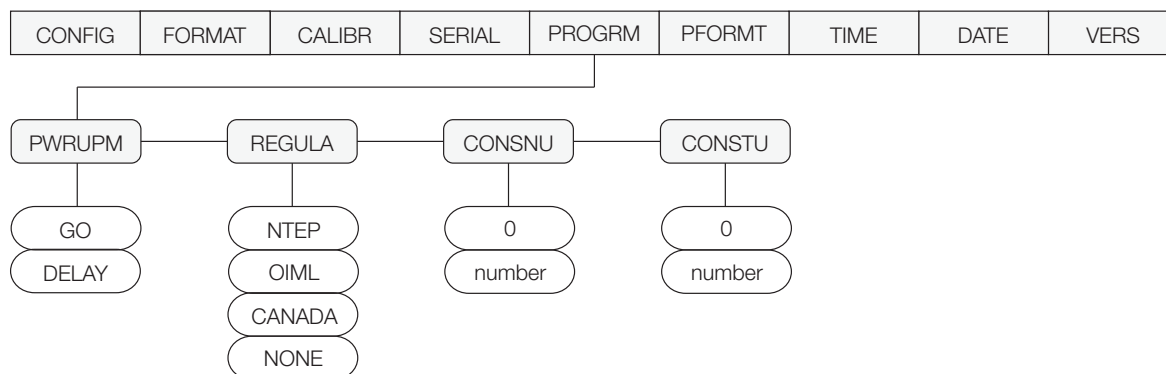 CONFIG FORMAT CALIBR SERIAL PROGRM PFORMT TIME DATE VERS
PWRUPM REGULA CONSNU CONSTU
GO NTEP 0 0
DELAY OIML number number
CANADA
NONE